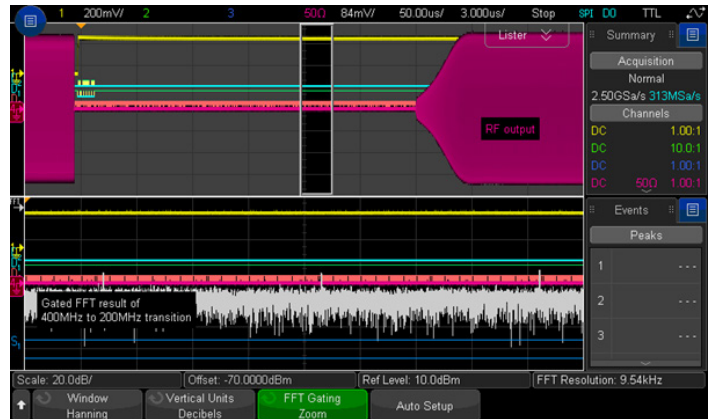 1 200mV/ 2 3 50Ω 84mV/ 50.00us/ 3.000us/ Stop SPI D0 TTL
Lister
Summary
Acquisition
Normal
2.50GSa/s 313MSa/s
Channels
DC 1.00:1
DC 10.0:1
DC 1.00:1
DC 50Ω 1.00:1
RF output
FFT
Events
Peaks
1 ---
2 ---
3 ---
Gated FFT result of
400MHz to 200MHz transition
S1
Scale: 20.0dB/ Offset: -70.0000dBm Ref Level: 10.0dBm FFT Resolution: 9.54kHz
Window
Hanning
Vertical Units
Decibels
FFT Gating
Zoom
Auto Setup